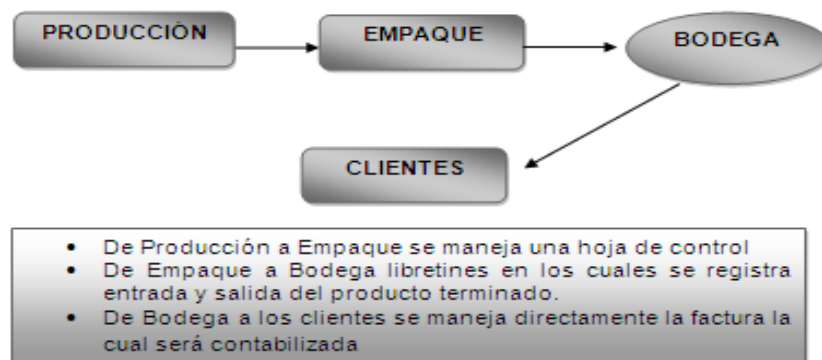 PRODUCCIÓN
EMPAQUE
BODEGA
CLIENTES
• De Producción a Empaque se maneja una hoja de control
• De Empaque a Bodega libretines en los cuales se registra
entrada y salida del producto terminado.
• De Bodega a los clientes se maneja directamente la factura la
cual será contabilizada